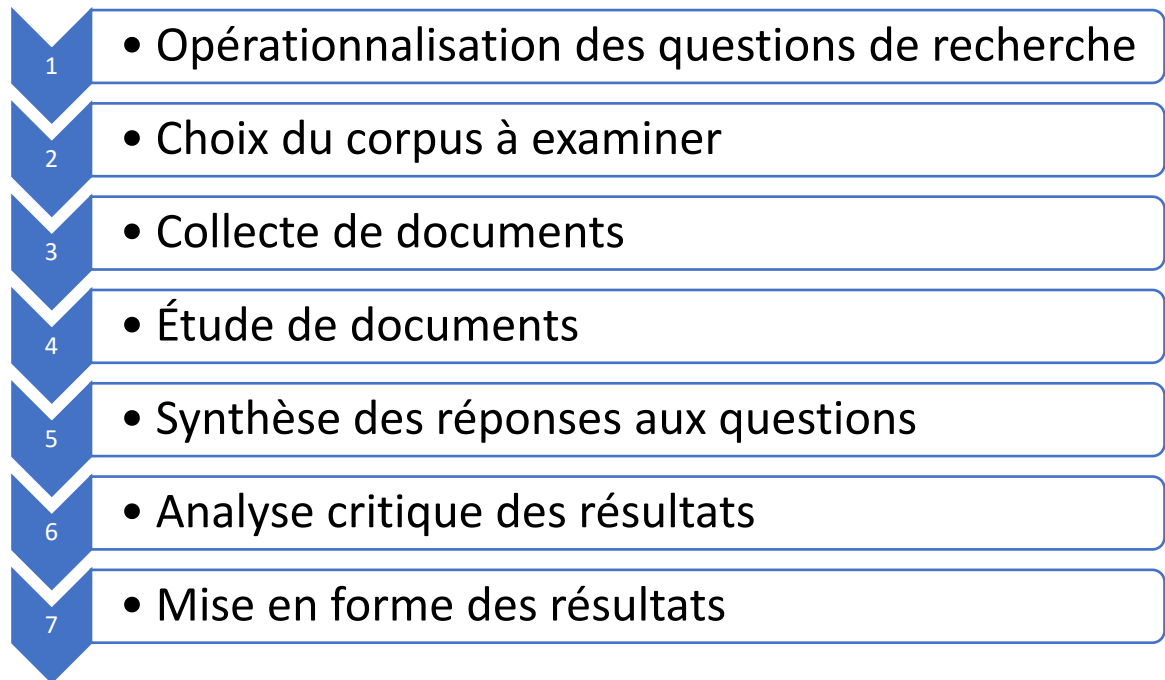 1
• Opérationnalisation des questions de recherche
2
• Choix du corpus à examiner
3
• Collecte de documents
4
• Étude de documents
5
• Synthèse des réponses aux questions
6
• Analyse critique des résultats
7
• Mise en forme des résultats